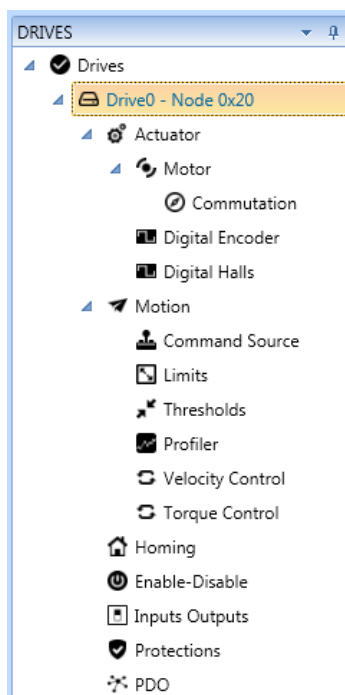 DRIVES
Drives
Drive0 - Node 0x20
Actuator
Motor
Commutation
Digital Encoder
Digital Halls
Motion
Command Source
Limits
Thresholds
Profiler
Velocity Control
Torque Control
Homing
Enable-Disable
Inputs Outputs
Protections
PDO